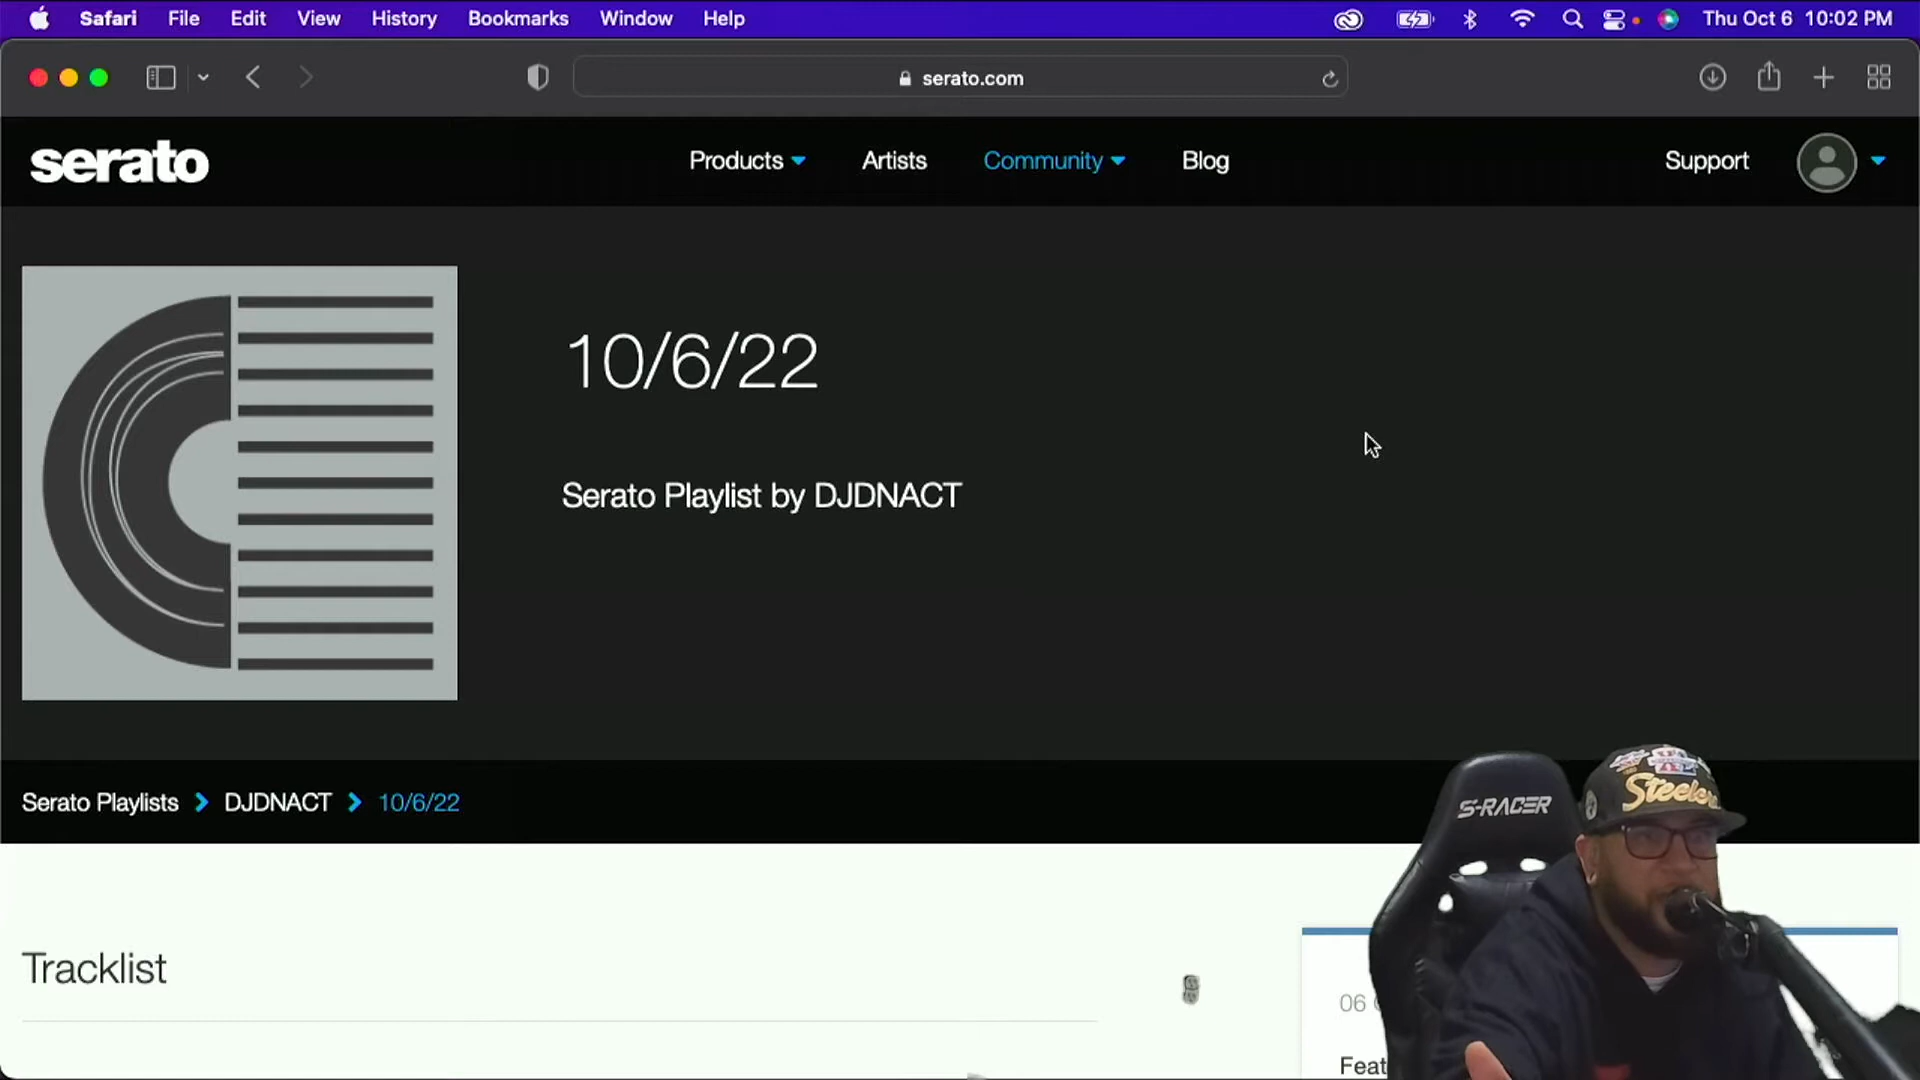 Safari File Edit View History Bookmarks Window Help Thu Oct 6 10:02 PM
serato.com
serato Products Artists Community Blog Support
10/6/22
Serato Playlist by DJDNACT
Serato Playlists DJDNACT 10/6/22
S-RACER
Steelers
Tracklist
06
Feat